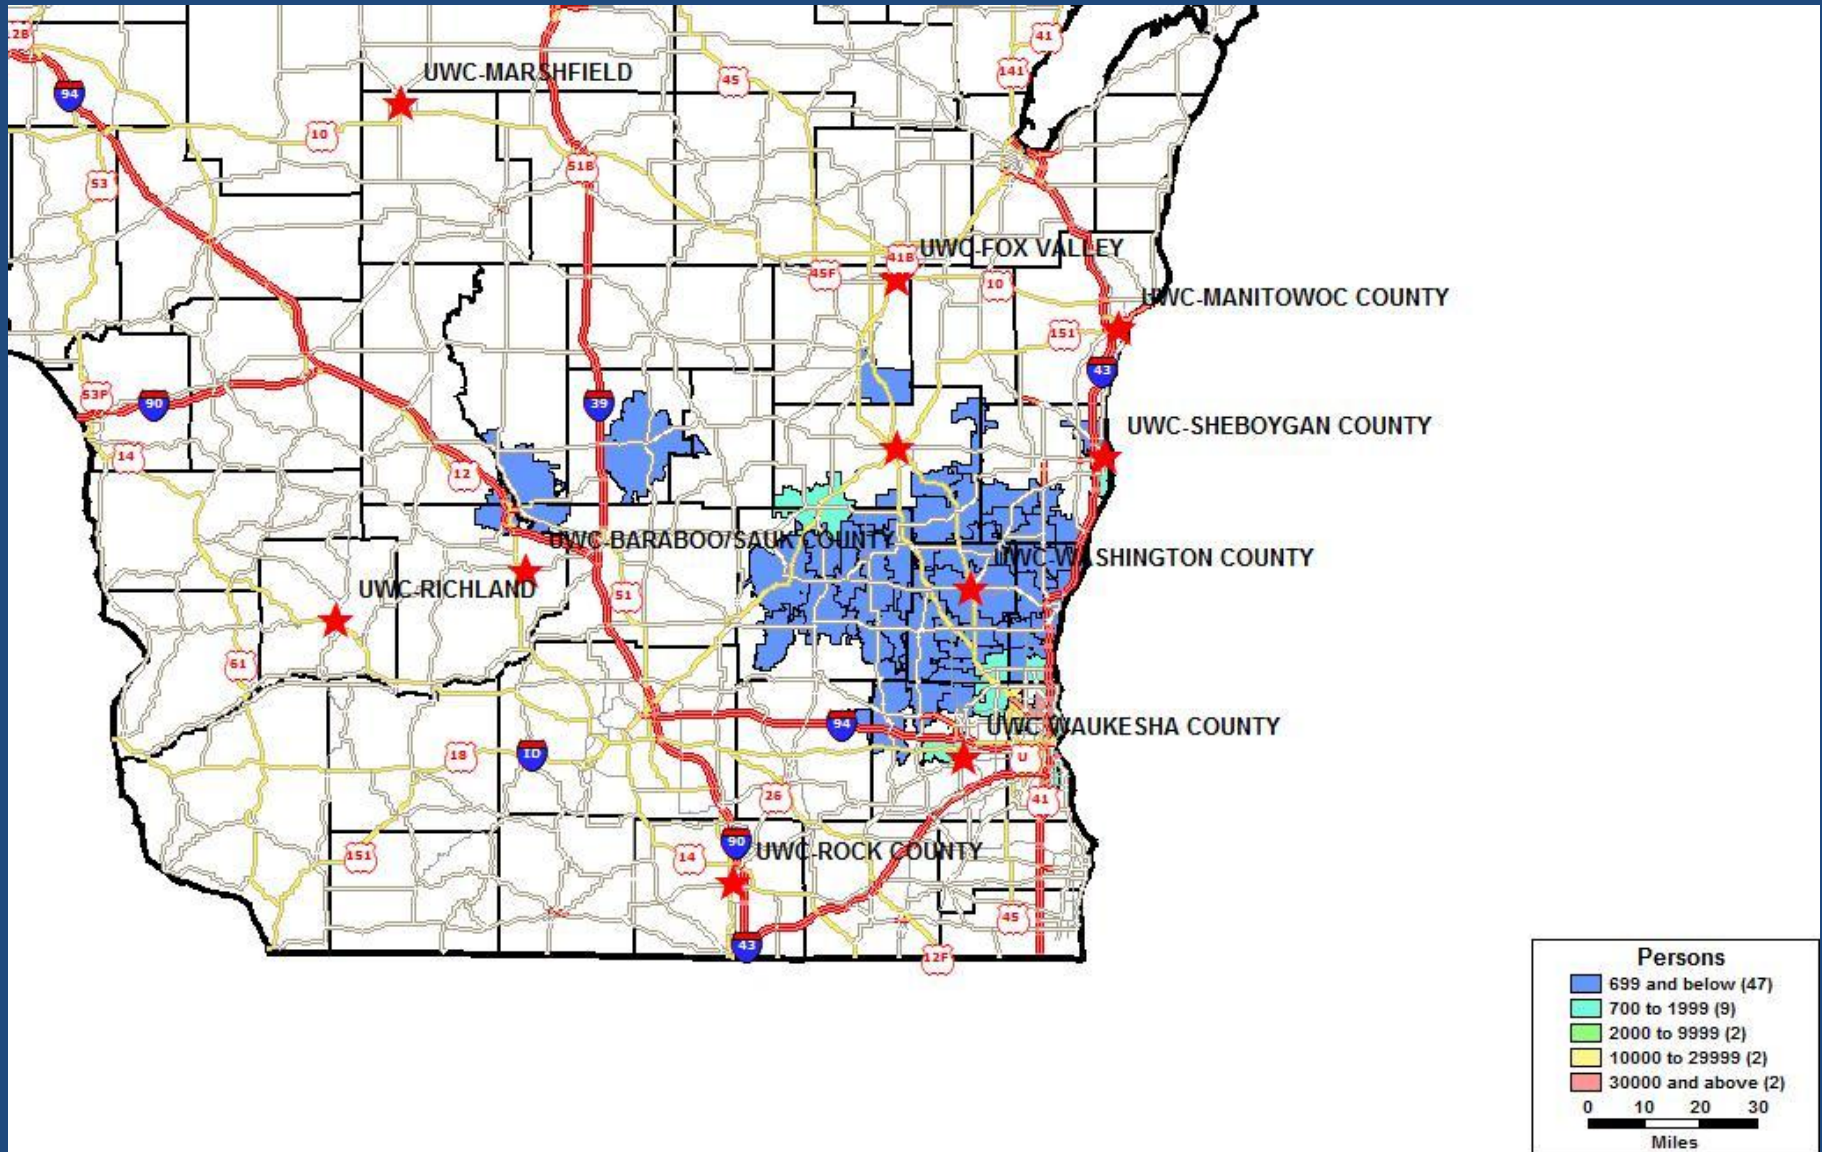 12B
41
UWC-MARSHFIELD
45
141
94
10
51B
53
UWC-FOX VALLEY
41B
45F
10
UWC-MANITOWOC COUNTY
151
43
53F
90
39
UWC-SHEBOYGAN COUNTY
14
12
UWC-BARABOO/SAUK COUNTY
UWC-WASHINGTON COUNTY
UWC-RICHLAND
51
61
94
UWC-WAUKESHA COUNTY
18
ID
U
26
41
90
UWC-ROCK COUNTY
151
14
45
43
12F
Persons
699 and below (47)
700 to 1999 (9)
2000 to 9999 (2)
10000 to 29999 (2)
30000 and above (2)
0 10 20 30
Miles